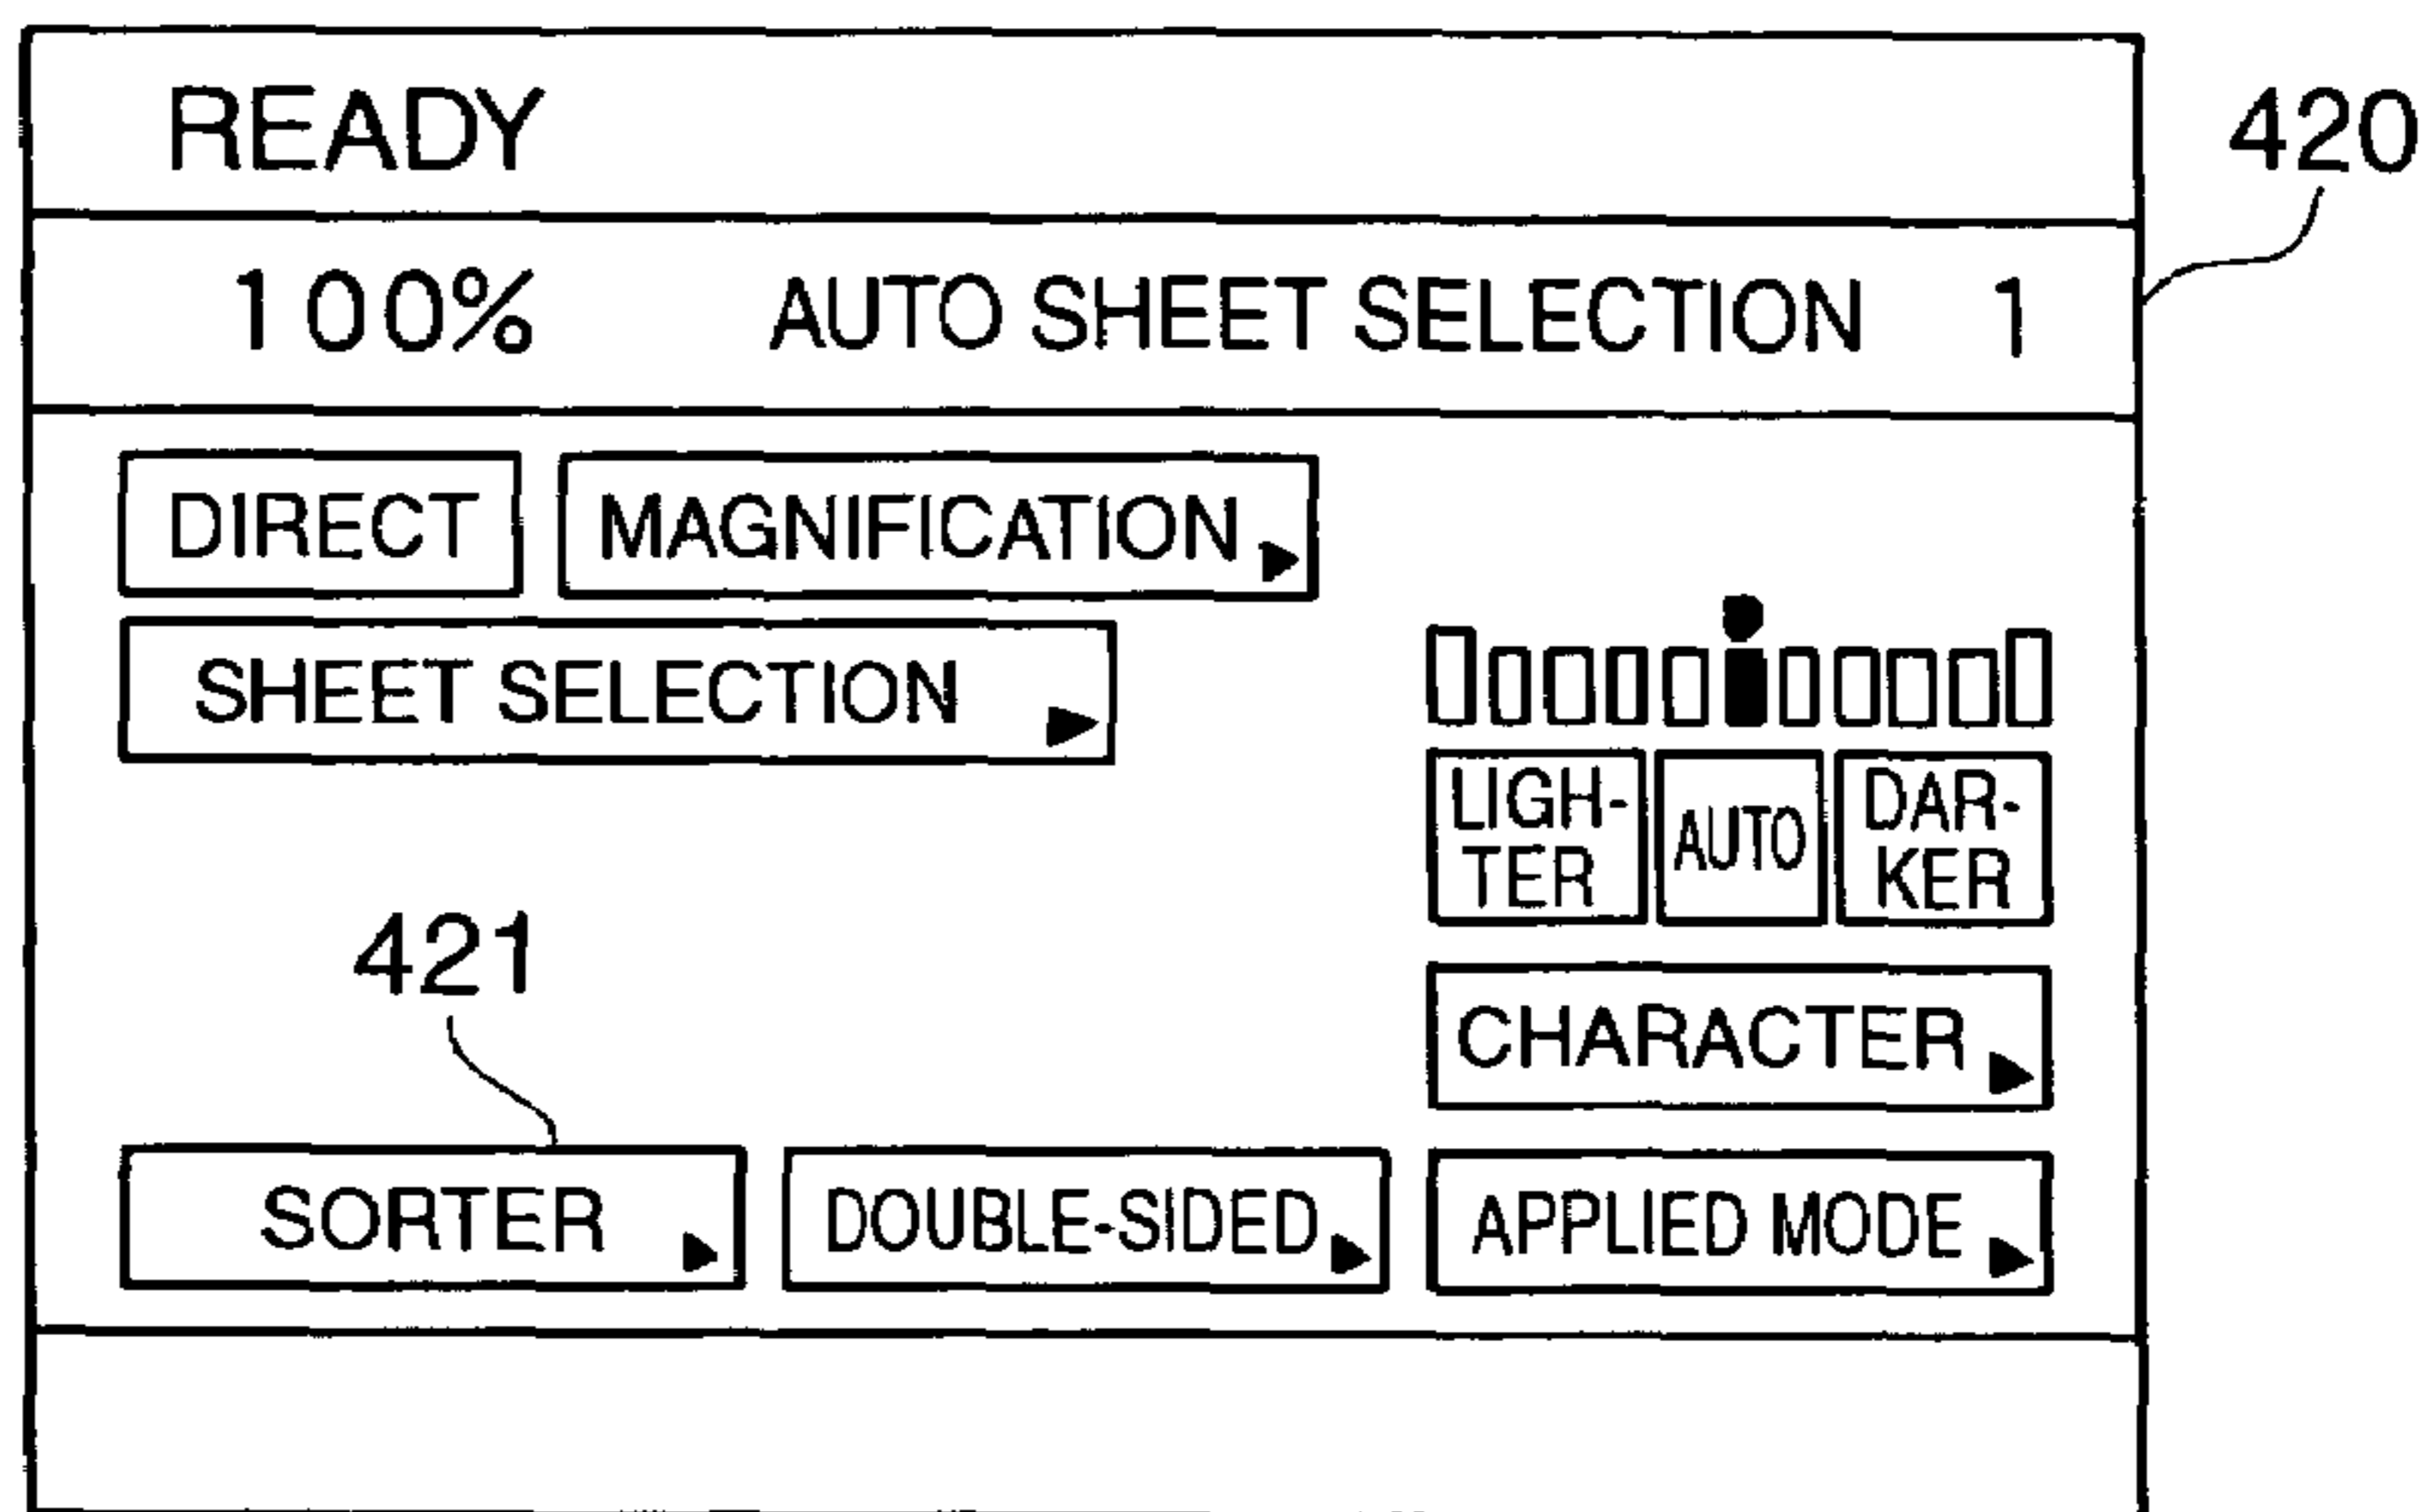 READY
420
100% AUTO SHEET SELECTION 1
DIRECT MAGNIFICATION
SHEET SELECTION
LIGH-
TER
AUTO
DAR-
KER
421
CHARACTER
SORTER DOUBLE-SIDED APPLIED MODE